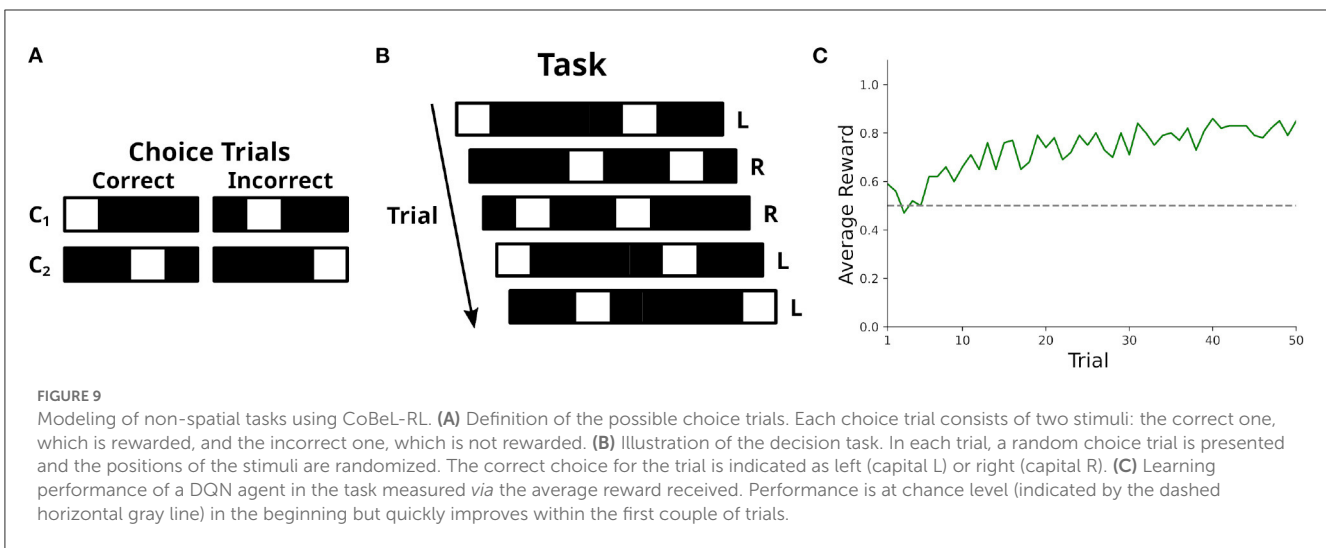 A
Choice Trials
Correct Incorrect
C₁
C₂
B
Task
L
R
Trial
R
L
L
C
1.0
0.8
0.6
0.4
0.2
0.0
Average Reward
1 10 20 30 40 50
Trial
FIGURE 9
Modeling of non-spatial tasks using CoBeL-RL. (A) Definition of the possible choice trials. Each choice trial consists of two stimuli: the correct one,
which is rewarded, and the incorrect one, which is not rewarded. (B) Illustration of the decision task. In each trial, a random choice trial is presented
and the positions of the stimuli are randomized. The correct choice for the trial is indicated as left (capital L) or right (capital R). (C) Learning
performance of a DQN agent in the task measured via the average reward received. Performance is at chance level (indicated by the dashed
horizontal gray line) in the beginning but quickly improves within the first couple of trials.